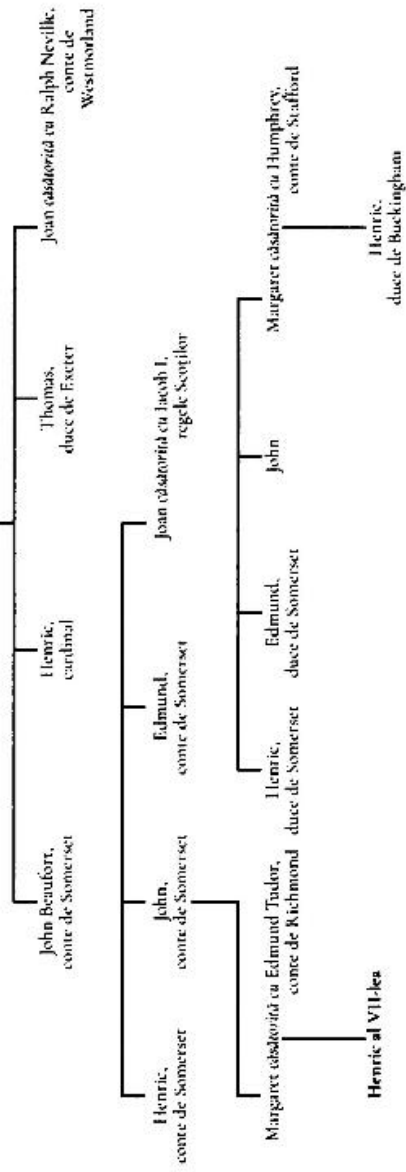 John Beaufort,
conte de Somerset
Henric,
cardinal
Thomas,
duce de Exeter
Joan căsătorită cu Ralph Neville,
conte de
Westmorland
Henric,
conte de Somerset
John,
conte de Somerset
Edmund,
conte de Somerset
Joan căsătorită cu Iacob I,
regele Scoților
Margaret căsătorită cu Edmund Tudor,
conte de Richmond
Henric,
duce de Somerset
Edmund,
duce de Somerset
John
Margaret căsătorită cu Humphrey,
conte de Stafford
Henric al VII-lea
Henric,
duce de Buckingham